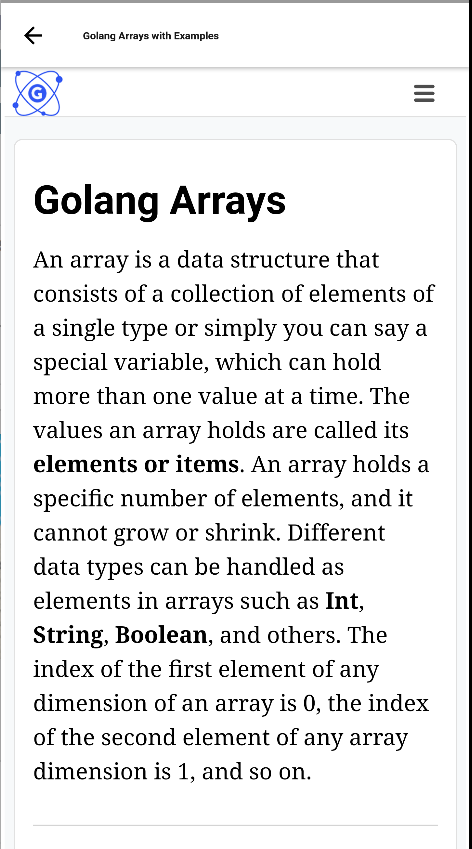 Golang Arrays with Examples
G
Golang Arrays
An array is a data structure that
consists of a collection of elements of
a single type or simply you can say a
special variable, which can hold
more than one value at a time. The
values an array holds are called its
elements or items. An array holds a
specific number of elements, and it
cannot grow or shrink. Different
data types can be handled as
elements in arrays such as Int,
String, Boolean, and others. The
index of the first element of any
dimension of an array is 0, the index
of the second element of any array
dimension is 1, and so on.